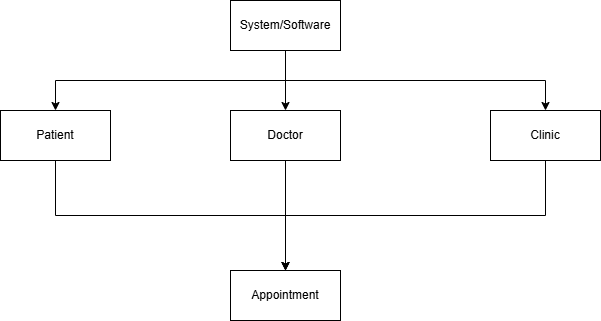 System/Software
Patient
Doctor
Clinic
Appointment